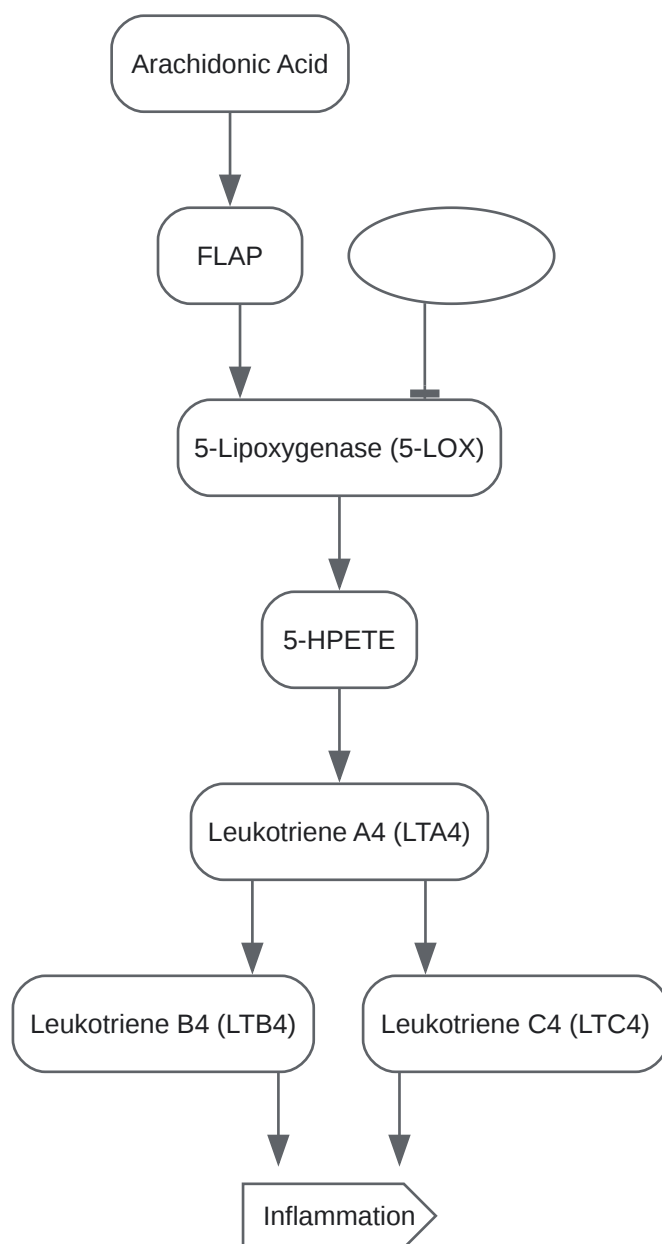 Arachidonic Acid
FLAP
5-Lipoxygenase (5-LOX)
5-HPETE
Leukotriene A4 (LTA4)
Leukotriene B4 (LTB4)
Leukotriene C4 (LTC4)
Inflammation